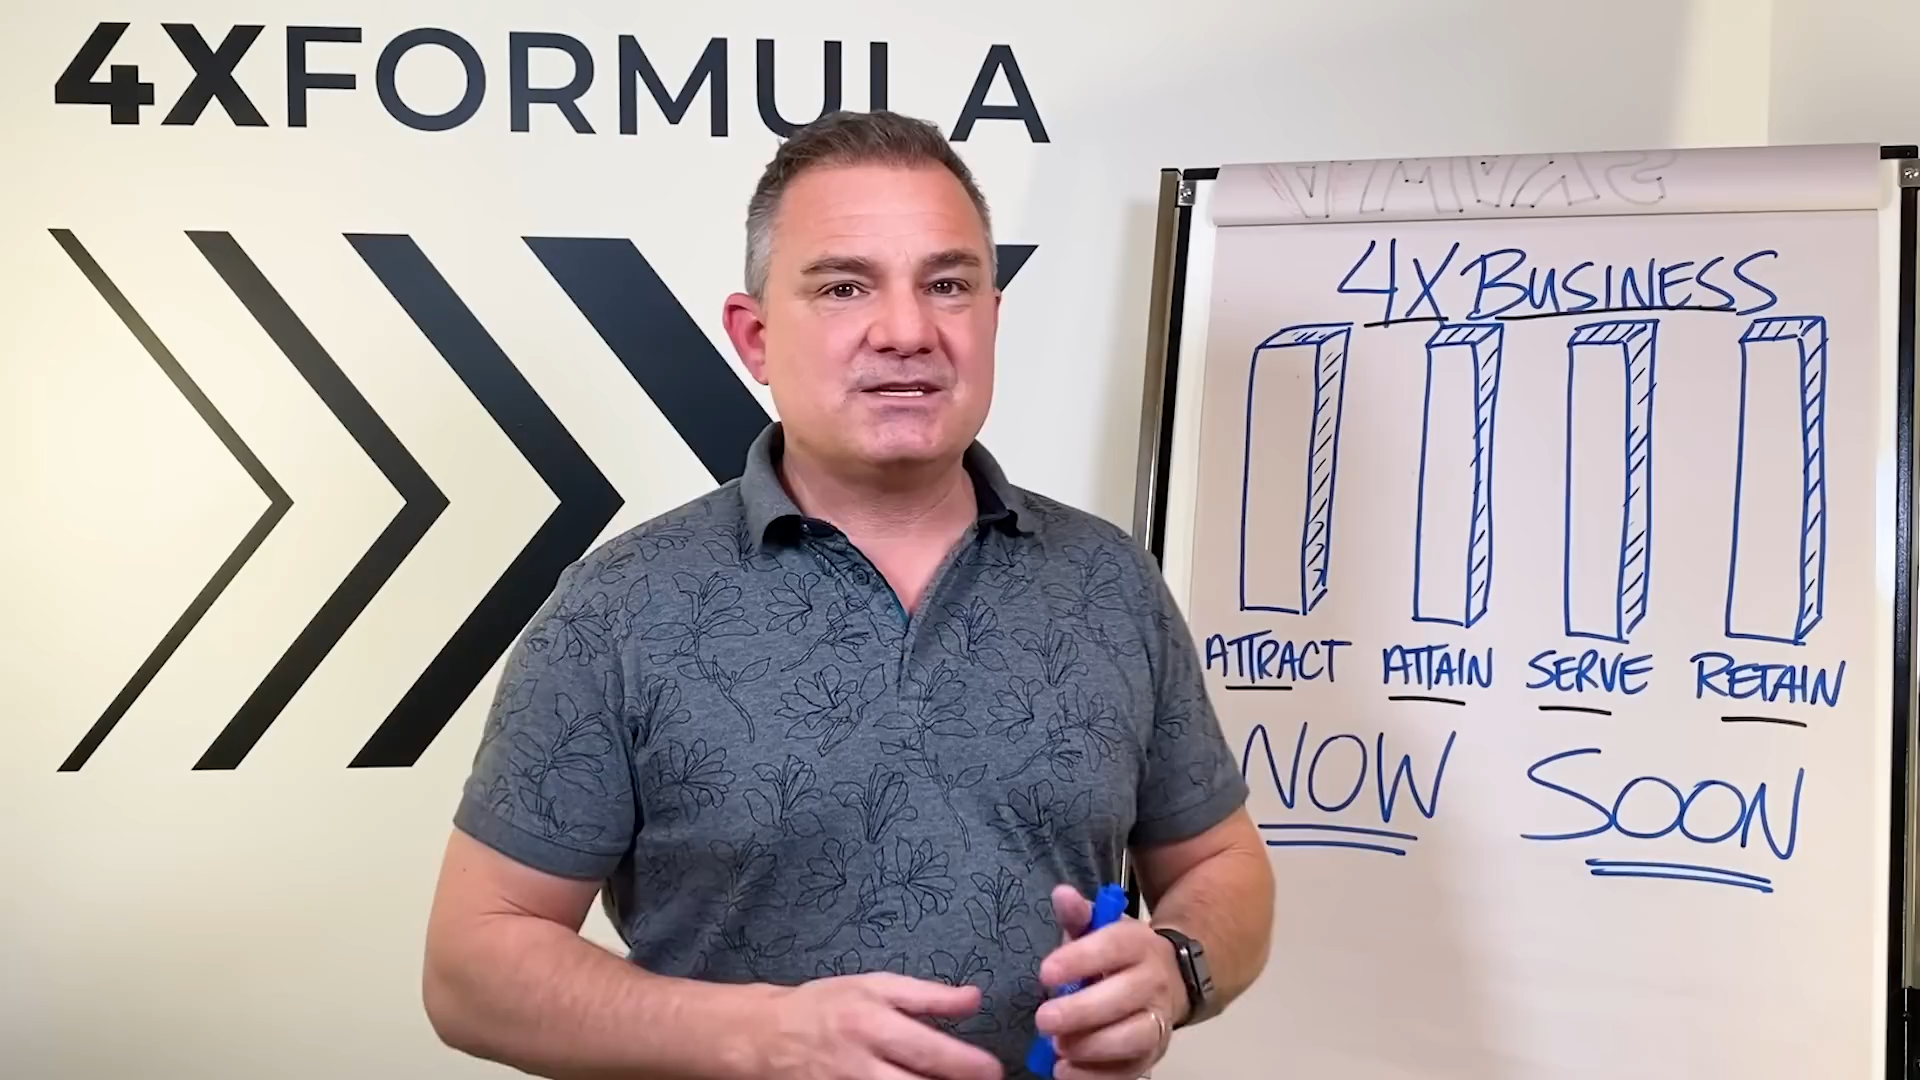 4XFORMULA
4X BUSINESS
ATTRACT ATTAIN SERVE RETAIN
NOW SOON